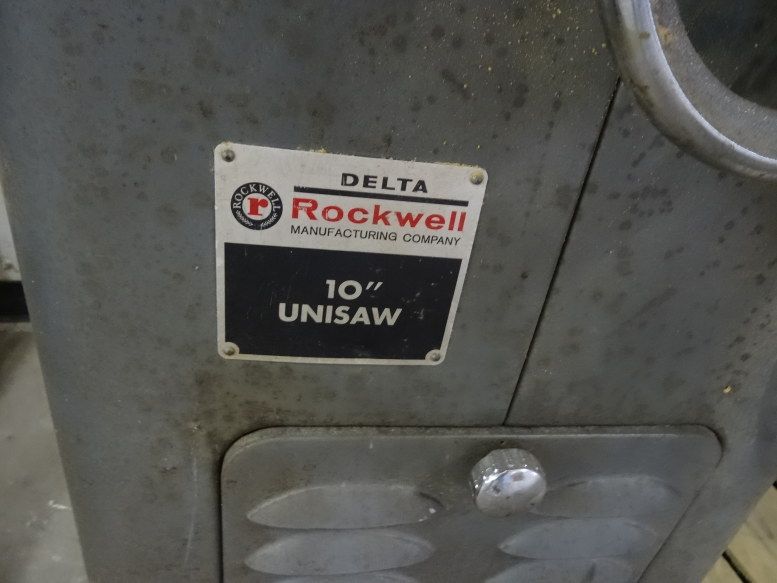 DELTA
ROCKWELL
r
Rockwell
MANUFACTURING COMPANY
10"
UNISAW